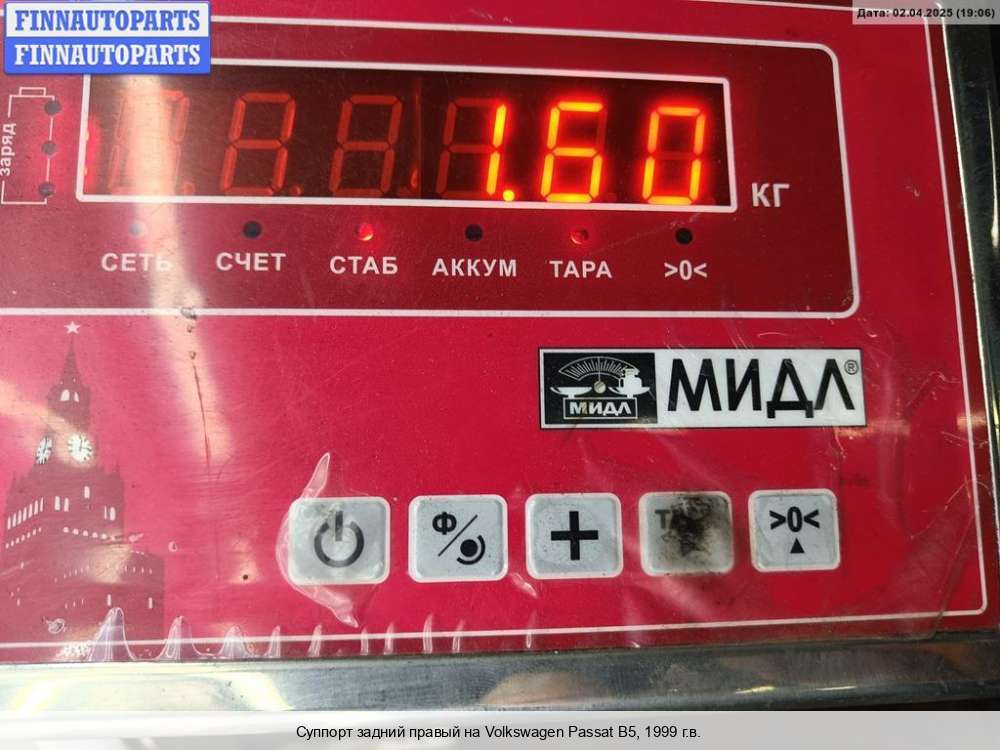 FINNAUTOPARTS
FINNAUTOPARTS
Дата: 02.04.2025 (19:06)
заряд
1.60
КГ
СЕТЬ СЧЕТ СТАБ АККУМ ТАРА >0<
МИДЛ
МИДЛ®
Ф
>0<
Суппорт задний правый на Volkswagen Passat B5, 1999 г.в.